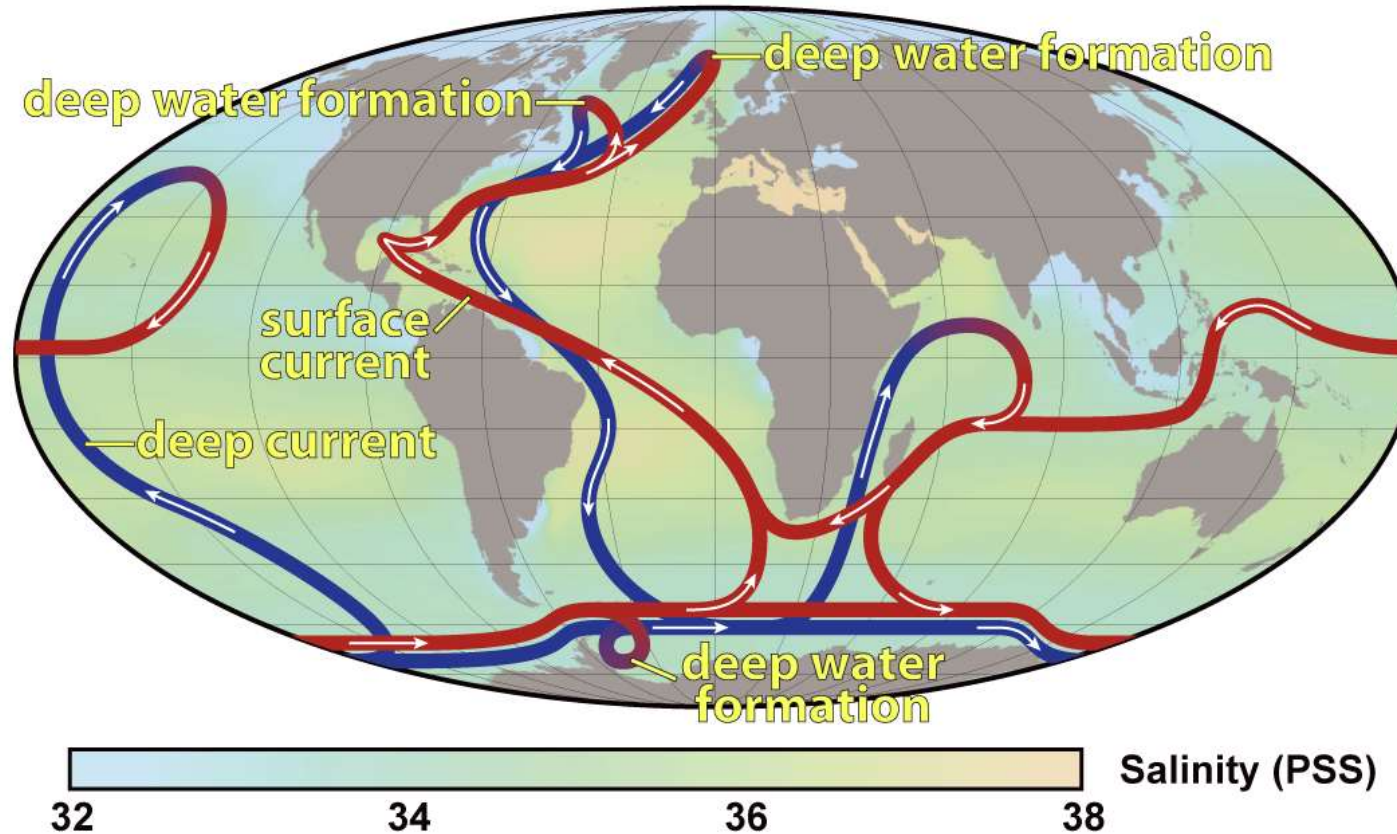 deep water formation
deep water formation
surface
current
deep current
deep water
formation
Salinity (PSS)
32
34
36
38